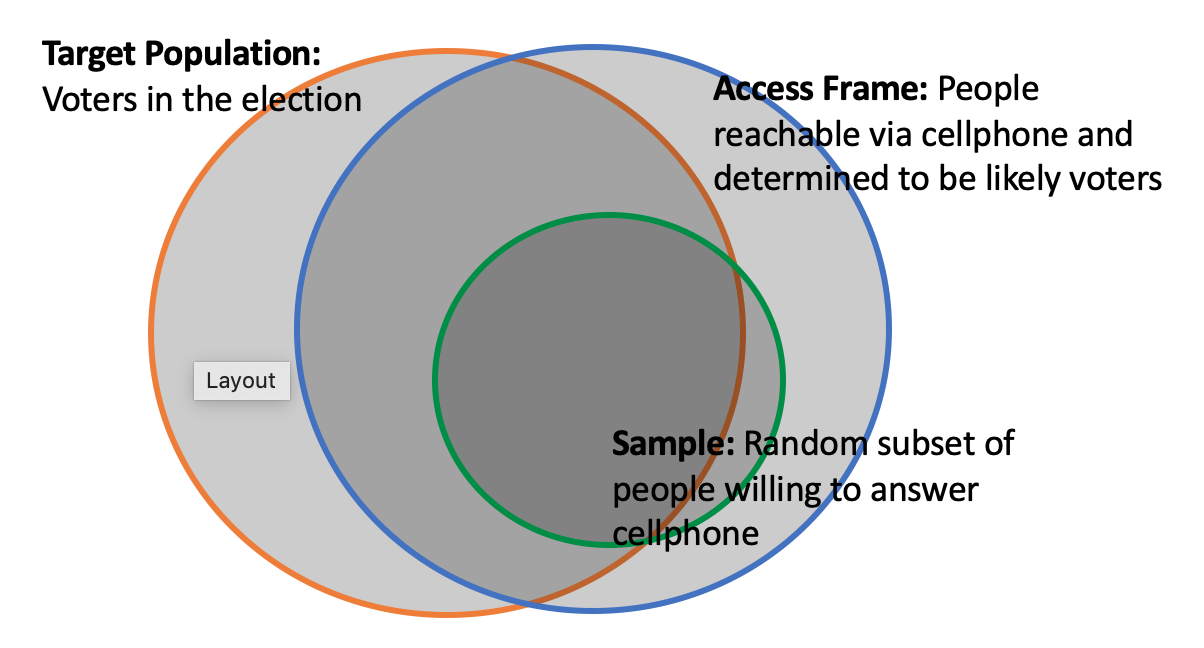 Target Population:
Voters in the election
Access Frame: People
reachable via cellphone and
determined to be likely voters
Layout
Sample: Random subset of
people willing to answer
cellphone